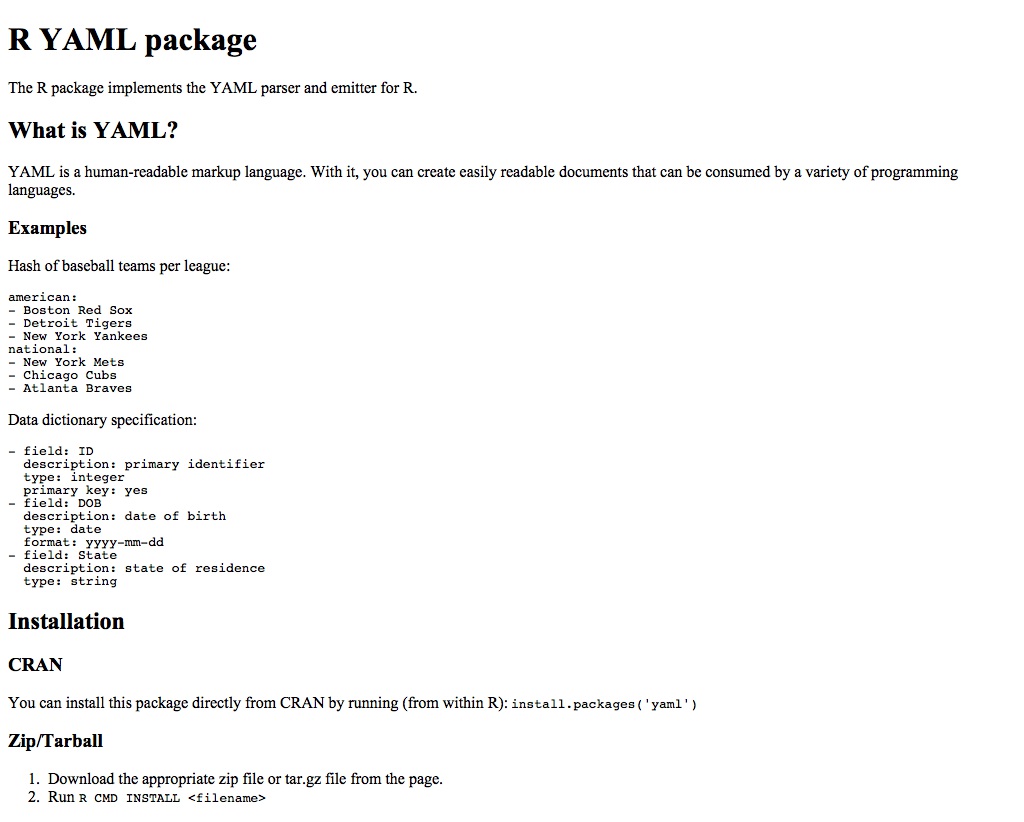 R YAML package
The R package implements the YAML parser and emitter for R.
What is YAML?
YAML is a human-readable markup language. With it, you can create easily readable documents that can be consumed by a variety of programming
languages.
Examples
Hash of baseball teams per league:
american:
- Boston Red Sox
- Detroit Tigers
- New York Yankees
national:
- New York Mets
- Chicago Cubs
- Atlanta Braves
Data dictionary specification:
- field: ID
  description: primary identifier
  type: integer
  primary key: yes
- field: DOB
  description: date of birth
  type: date
  format: yyyy-mm-dd
- field: State
  description: state of residence
  type: string
Installation
CRAN
You can install this package directly from CRAN by running (from within R): install.packages('yaml')
Zip/Tarball
1. Download the appropriate zip file or tar.gz file from the page.
2. Run R CMD INSTALL <filename>